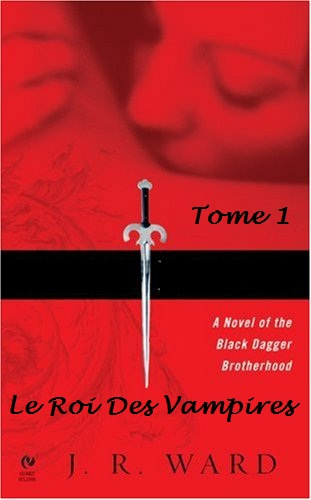 Tome 1
A Novel of the
Black Dagger
Brotherhood
Le Roi Des Vampires
J. R. WARD